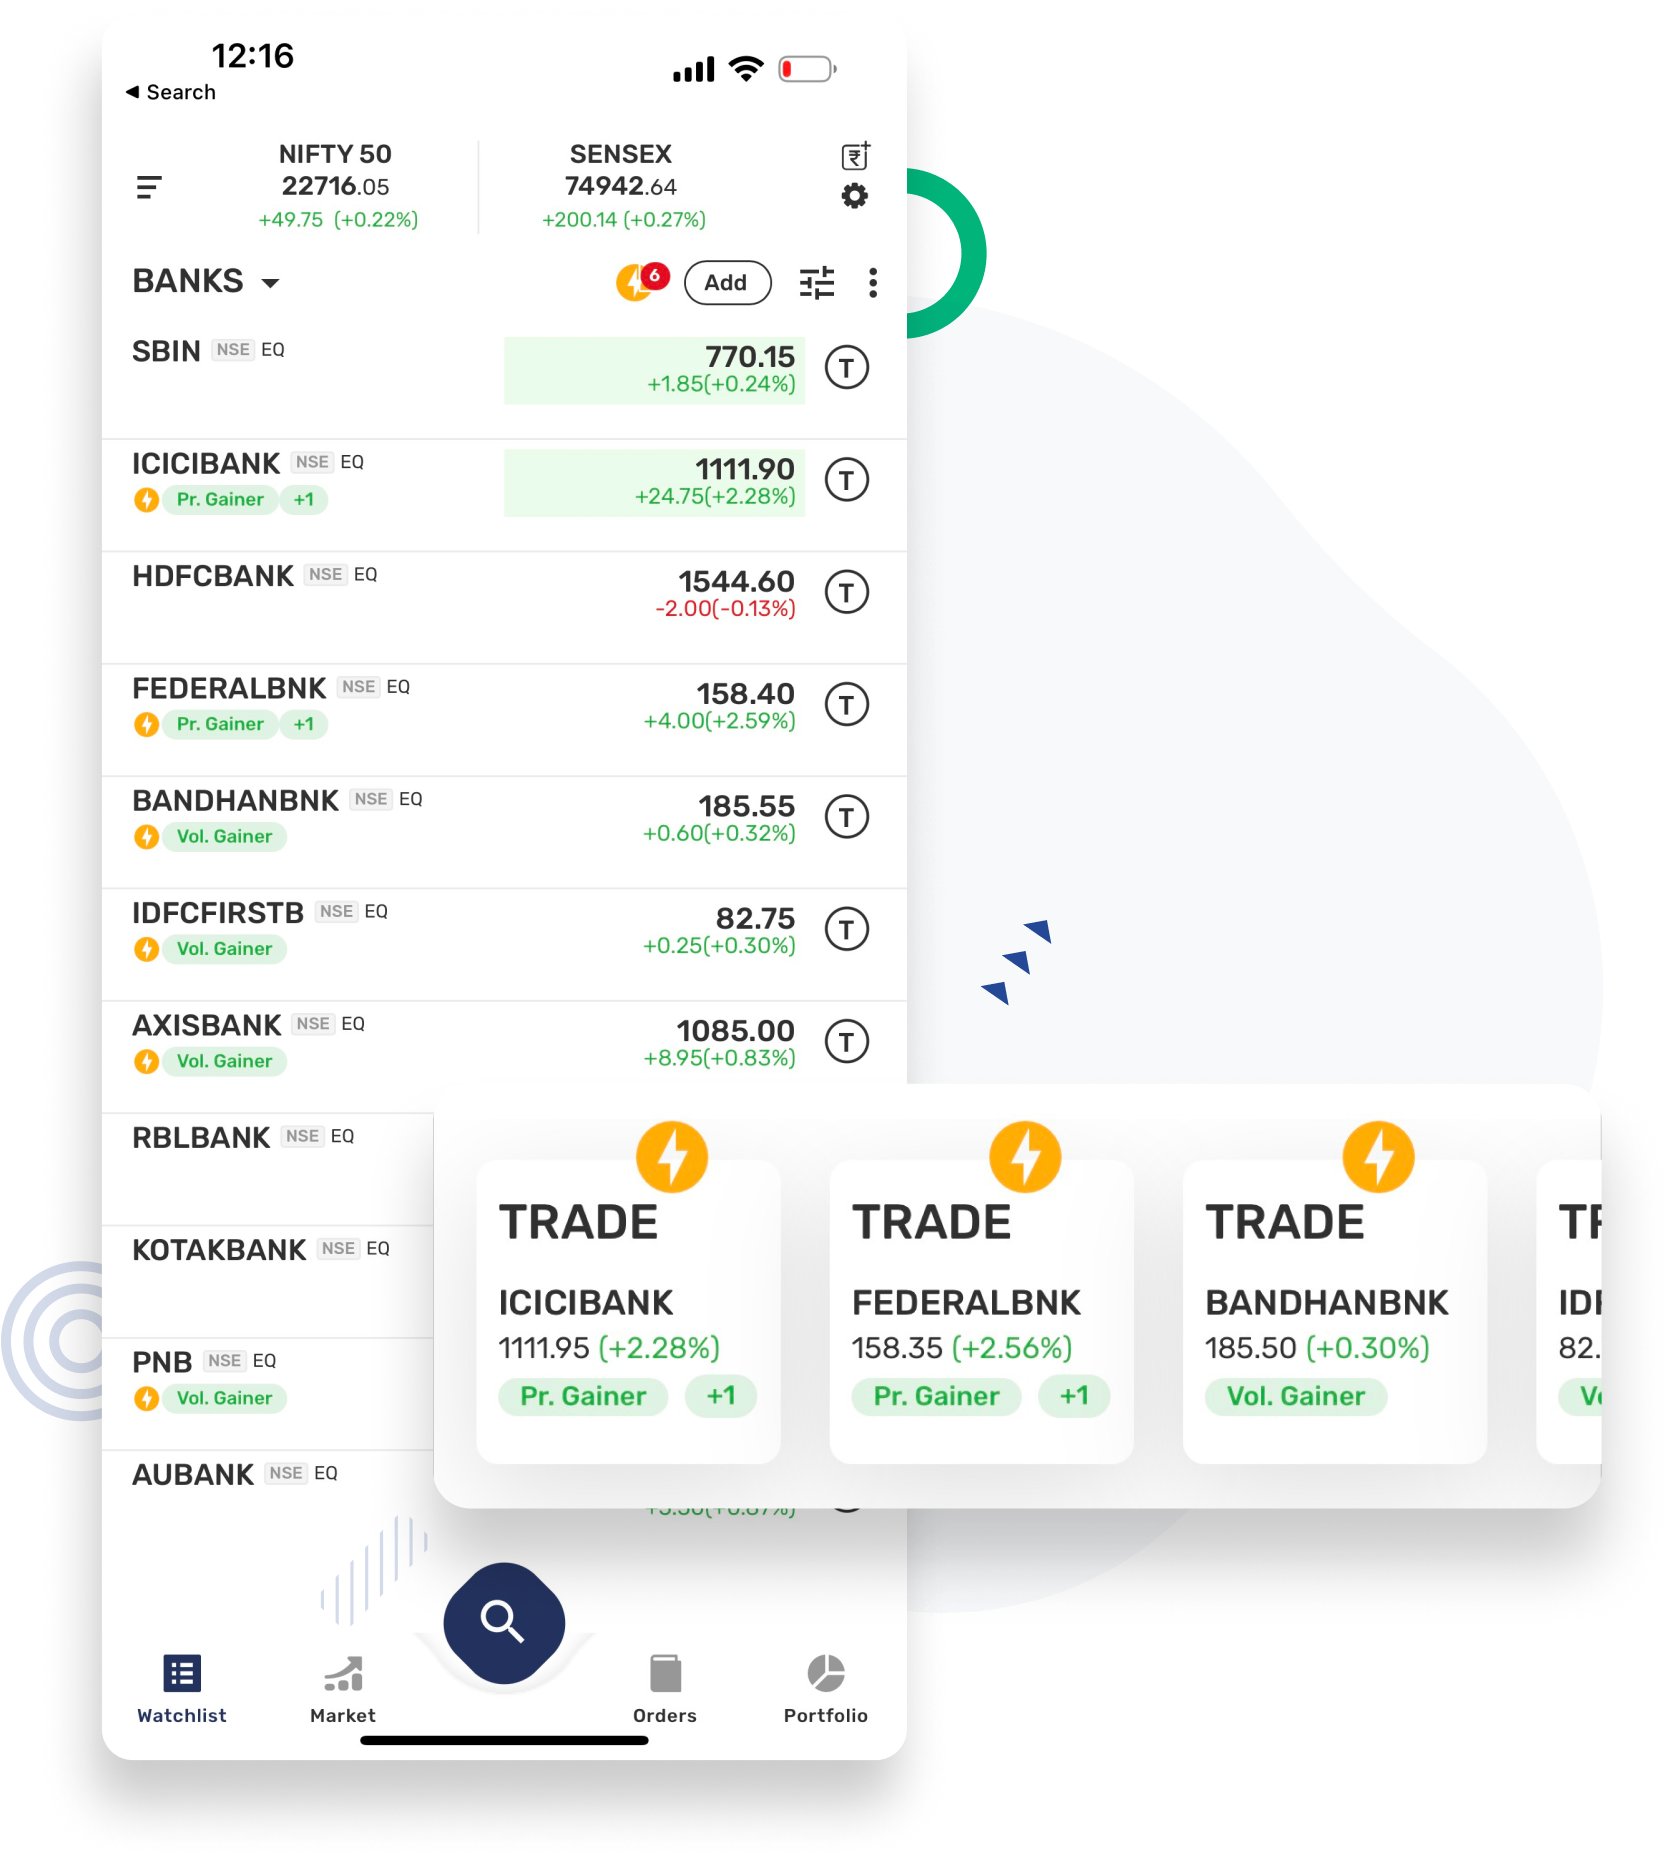 12:16
Search
NIFTY 50
22716.05
+49.75 (+0.22%)
SENSEX
74942.64
+200.14 (+0.27%)
BANKS
6
Add
SBIN NSE EQ
770.15
+1.85(+0.24%)
T
ICICIBANK NSE EQ
Pr. Gainer +1
1111.90
+24.75(+2.28%)
T
HDFCBANK NSE EQ
1544.60
-2.00(-0.13%)
T
FEDERALBNK NSE EQ
Pr. Gainer +1
158.40
+4.00(+2.59%)
T
BANDHANBNK NSE EQ
Vol. Gainer
185.55
+0.60(+0.32%)
T
IDFCFIRSTB NSE EQ
Vol. Gainer
82.75
+0.25(+0.30%)
T
AXISBANK NSE EQ
Vol. Gainer
1085.00
+8.95(+0.83%)
T
RBLBANK NSE EQ
KOTAKBANK NSE EQ
PNB NSE EQ
Vol. Gainer
AUBANK NSE EQ
TRADE
ICICIBANK
1111.95 (+2.28%)
Pr. Gainer +1
TRADE
FEDERALBNK
158.35 (+2.56%)
Pr. Gainer +1
TRADE
BANDHANBNK
185.50 (+0.30%)
Vol. Gainer
82.
Watchlist
Market
Orders
Portfolio